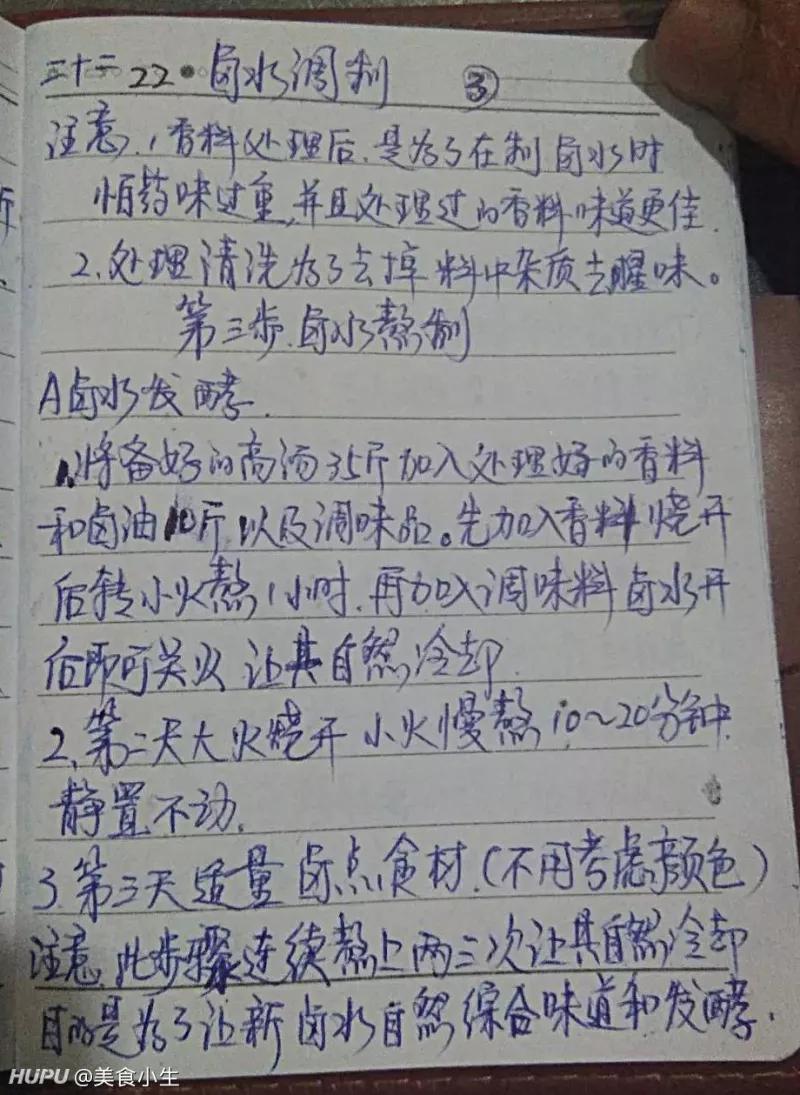 三十二 22·卤水调制 ③
注意、1香料处理后.是为了在制卤水时
怕药味过重,并且处理过的香料味道更佳.
2、处理清洗为了去掉料中杂质去腥味。
第三步.卤水熬制
A卤水发酵.
1、将备好的高汤35斤加入处理好的香料
和卤油10斤以及调味品。先加入香料烧开
后转小火熬1小时.再加入调味料卤水开
后即可关火让其自然冷却.
2、第二天大火烧开小火慢熬10~20分钟.
静置不动.
3.第三天适量卤点食材.(不用考虑颜色)
注意.此步骤连续熬上两三次让其自然冷却
目的是为了让新卤水自然综合味道和发酵.
HUPU @美食小生